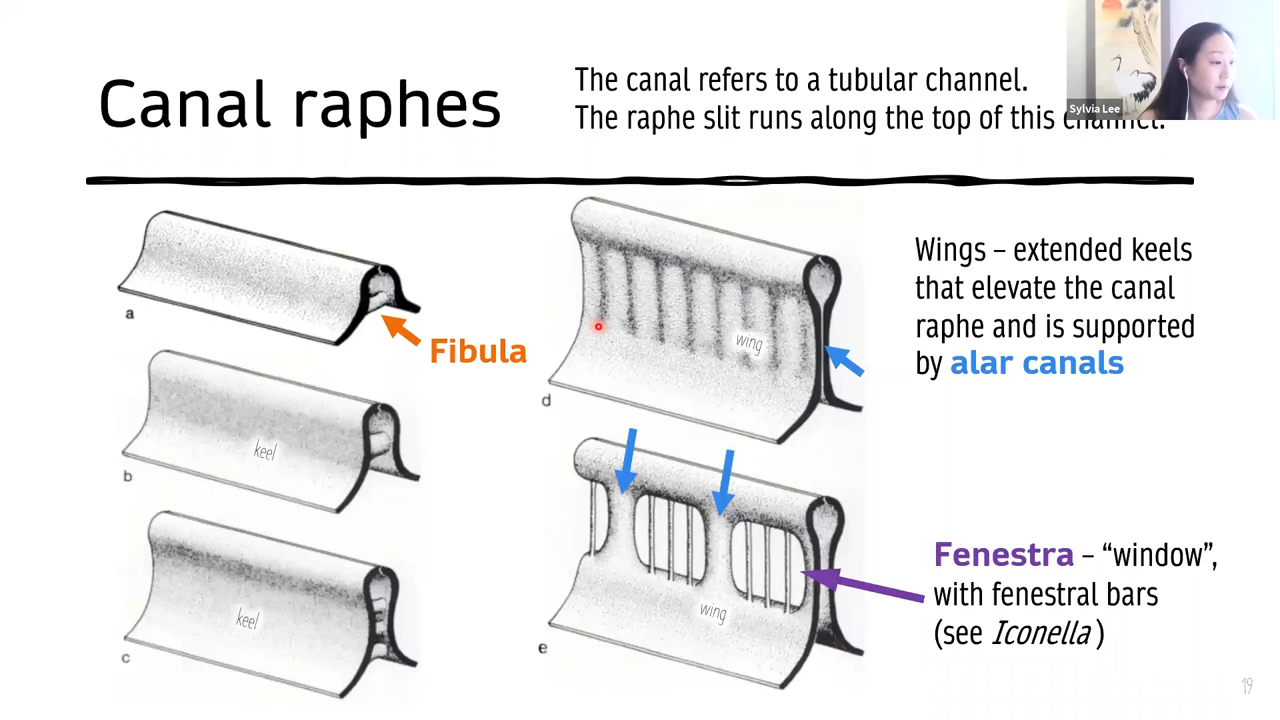 Canal raphes
The canal refers to a tubular channel.
The raphe slit runs along the top of this channel.
Sylvia Lee
a
Fibula
b
keel
c
keel
d
wing
Wings – extended keels
that elevate the canal
raphe and is supported
by alar canals
e
wing
Fenestra – “window”,
with fenestral bars
(see Iconella )
19